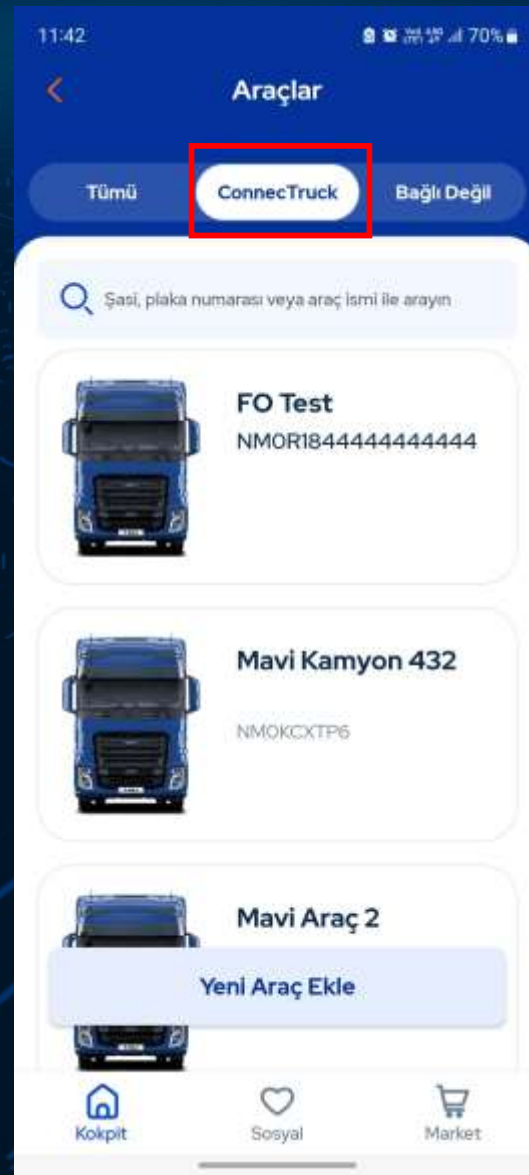 11:42
70%
Araçlar
Tümü
ConnecTruck
Bağlı Değil
Şasi, plaka numarası veya araç ismi ile arayın
FO Test
NM0R1844444444444
Mavi Kamyon 432
NM0KCXTP6
Mavi Araç 2
Yeni Araç Ekle
Kokpit
Sosyal
Market